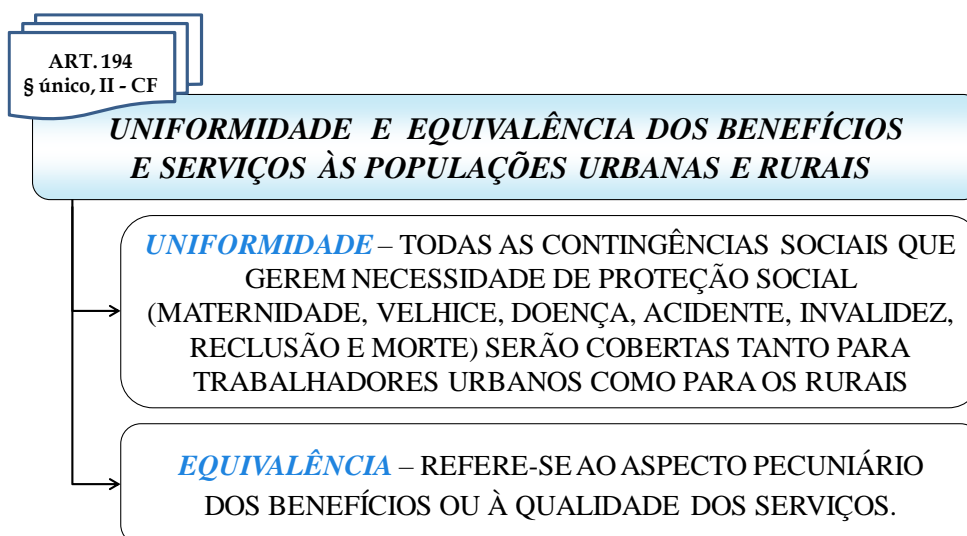 ART. 194
§ único, II - CF
UNIFORMIDADE E EQUIVALÊNCIA DOS BENEFÍCIOS
E SERVIÇOS ÀS POPULAÇÕES URBANAS E RURAIS
UNIFORMIDADE – TODAS AS CONTINGÊNCIAS SOCIAIS QUE
GEREM NECESSIDADE DE PROTEÇÃO SOCIAL
(MATERNIDADE, VELHICE, DOENÇA, ACIDENTE, INVALIDEZ,
RECLUSÃO E MORTE) SERÃO COBERTAS TANTO PARA
TRABALHADORES URBANOS COMO PARA OS RURAIS
EQUIVALÊNCIA – REFERE-SE AO ASPECTO PECUNIÁRIO
DOS BENEFÍCIOS OU À QUALIDADE DOS SERVIÇOS.